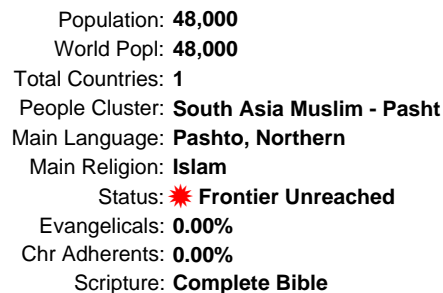 Population: 48,000
World Popl: 48,000
Total Countries: 1
People Cluster: South Asia Muslim - Pasht
Main Language: Pashto, Northern
Main Religion: Islam
Status: Frontier Unreached
Evangelicals: 0.00%
Chr Adherents: 0.00%
Scripture: Complete Bible